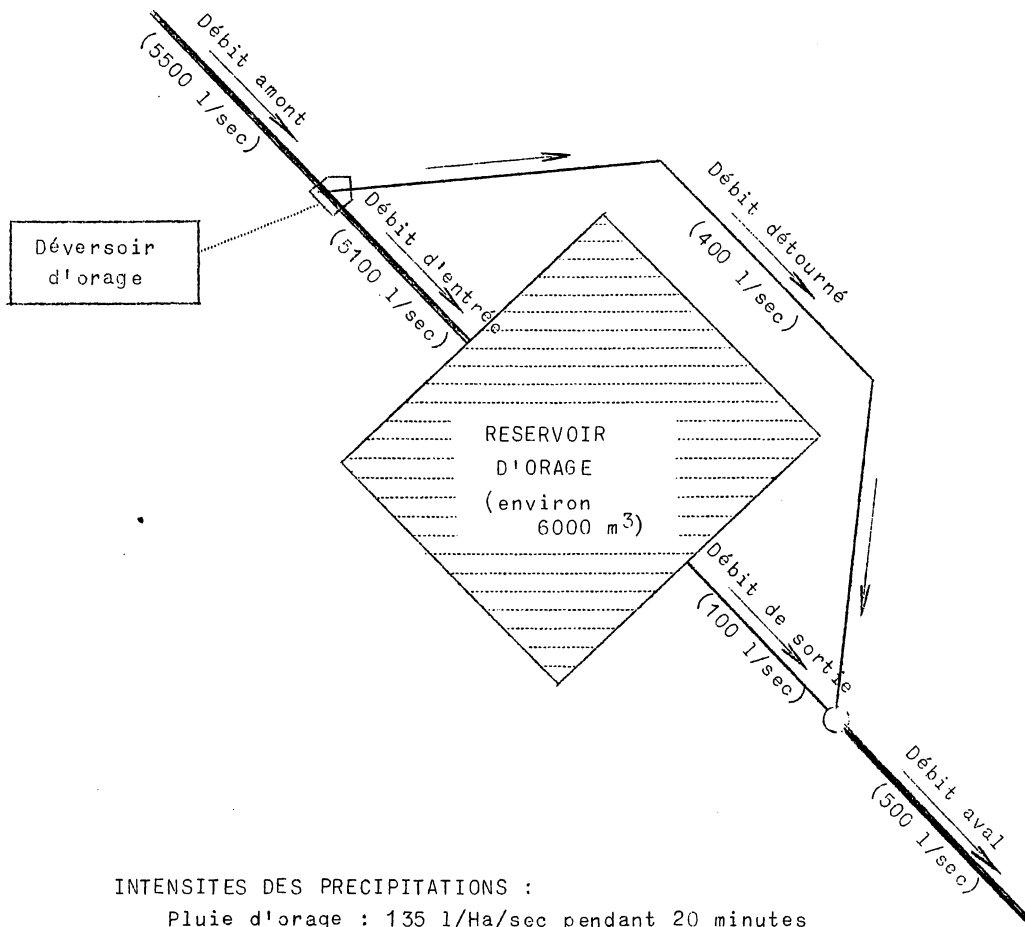 Débit amont
(5500 l/sec)
Déversoir
d'orage
Débit d'entrée
(5100 l/sec)
Débit détourné
(400 l/sec)
RESERVOIR
D'ORAGE
(environ
6000 m³)
Débit de sortie
(100 l/sec)
Débit aval
(500 l/sec)
INTENSITES DES PRECIPITATIONS :
Pluie d'orage : 135 l/Ha/sec pendant 20 minutes